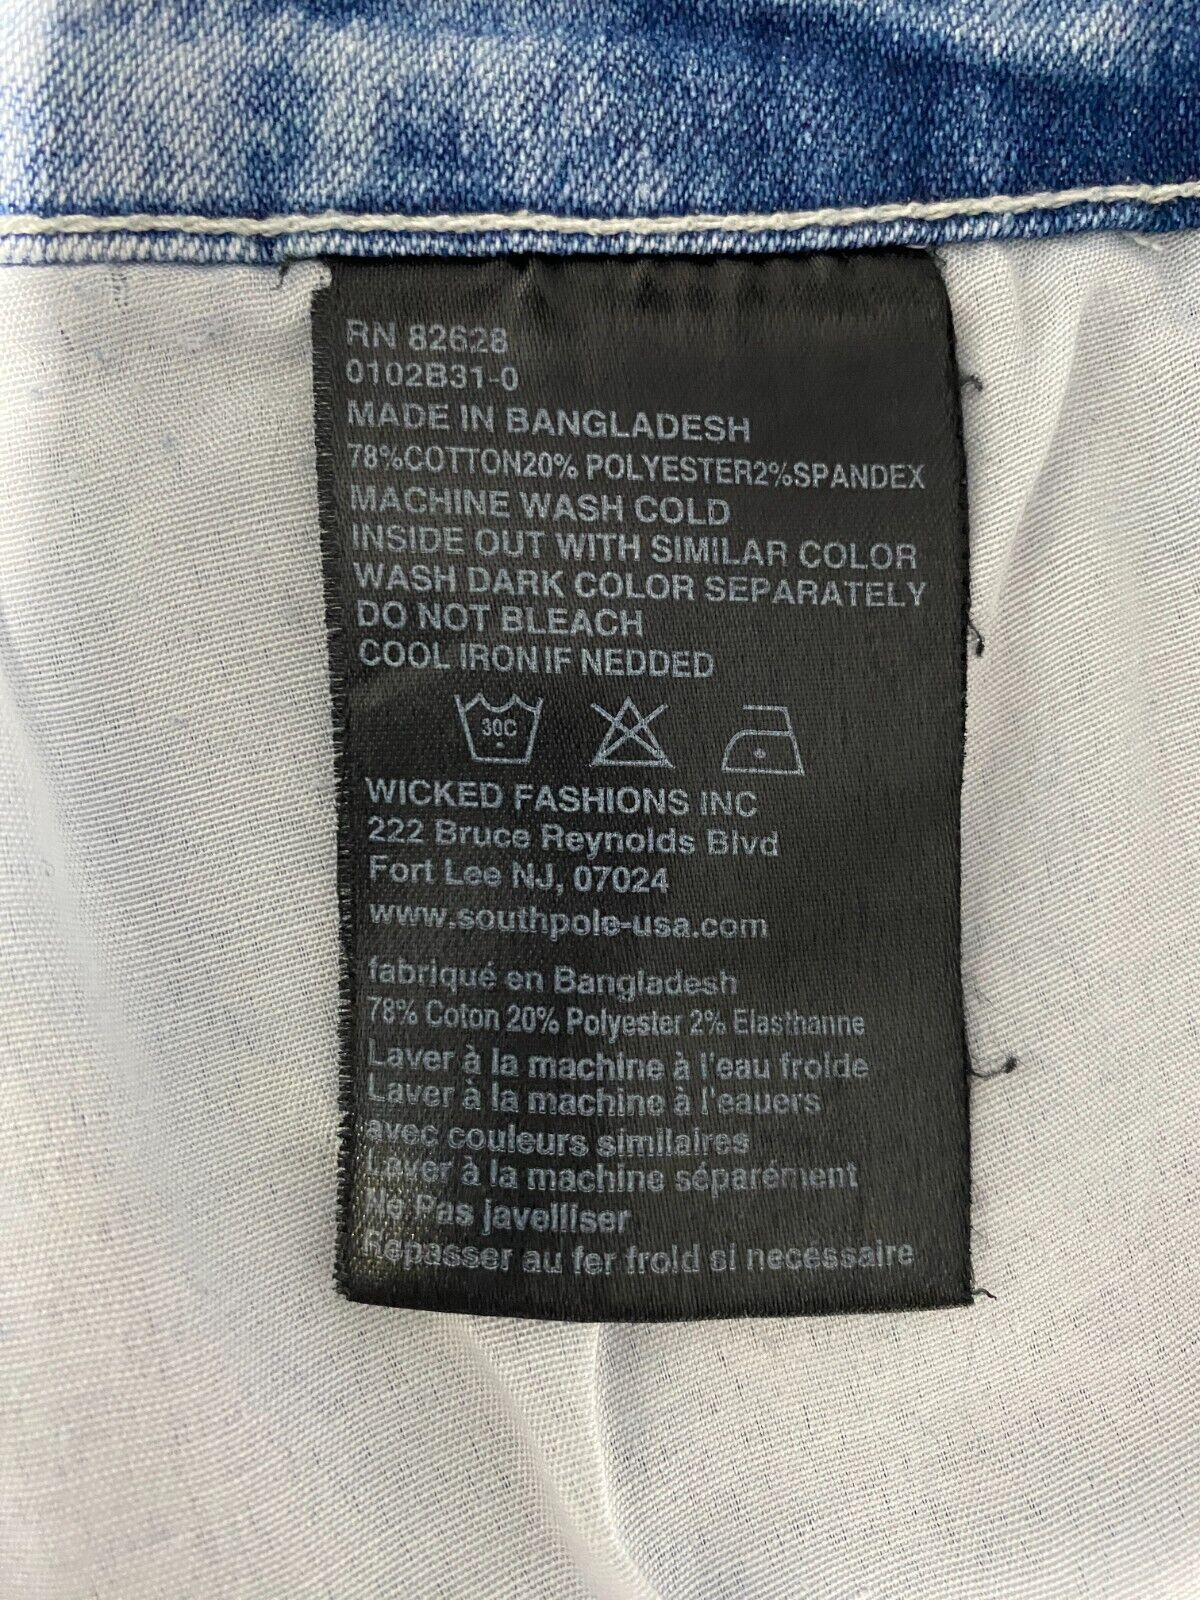 RN 82628
0102B31-0
MADE IN BANGLADESH
78%COTTON20% POLYESTER2%SPANDEX
MACHINE WASH COLD
INSIDE OUT WITH SIMILAR COLOR
WASH DARK COLOR SEPARATELY
DO NOT BLEACH
COOL IRON IF NEDDED
30C
WICKED FASHIONS INC
222 Bruce Reynolds Blvd
Fort Lee NJ, 07024
www.southpole-usa.com
fabriqué en Bangladesh
78% Coton 20% Polyester 2% Elasthanne
Laver à la machine à l'eau froide
Laver à la machine à l'eauers
avec couleurs similaires
Laver à la machine séparément
Ne Pas javelliser
Repasser au fer froid si necéssaire